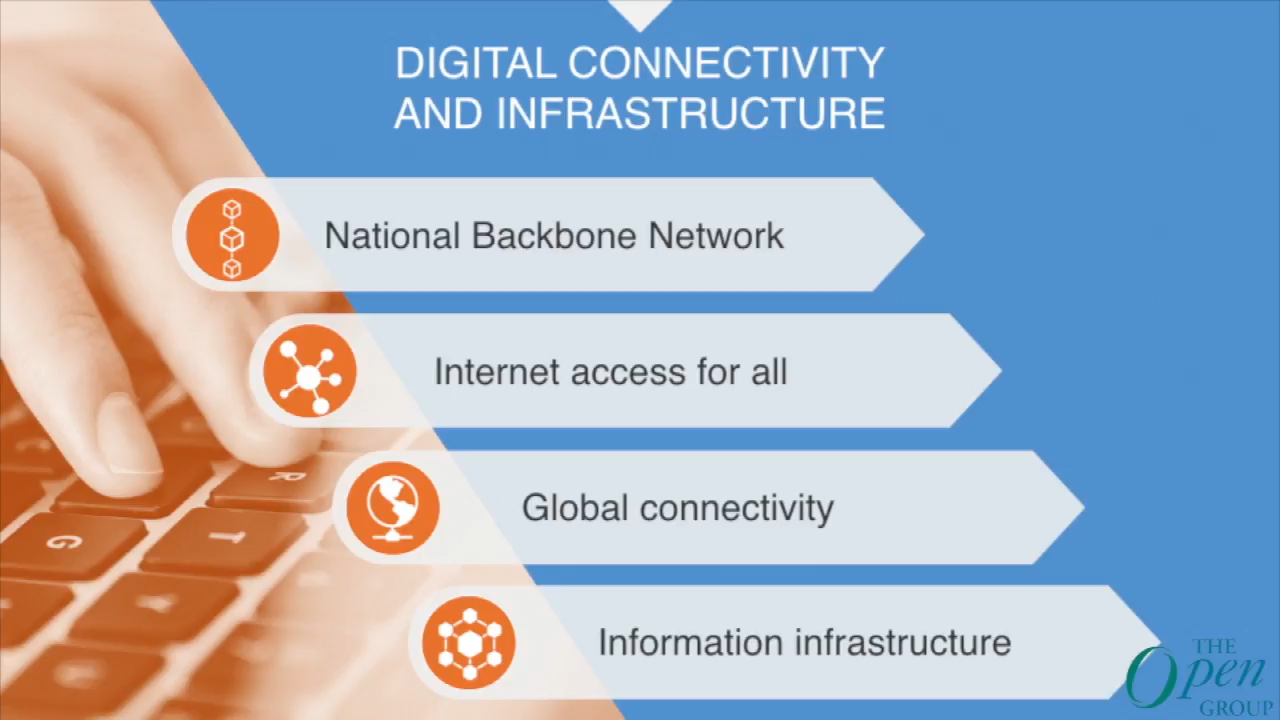 DIGITAL CONNECTIVITY
AND INFRASTRUCTURE
National Backbone Network
Internet access for all
Global connectivity
Information infrastructure
R
G
T
Y
THE
Open
GROUP